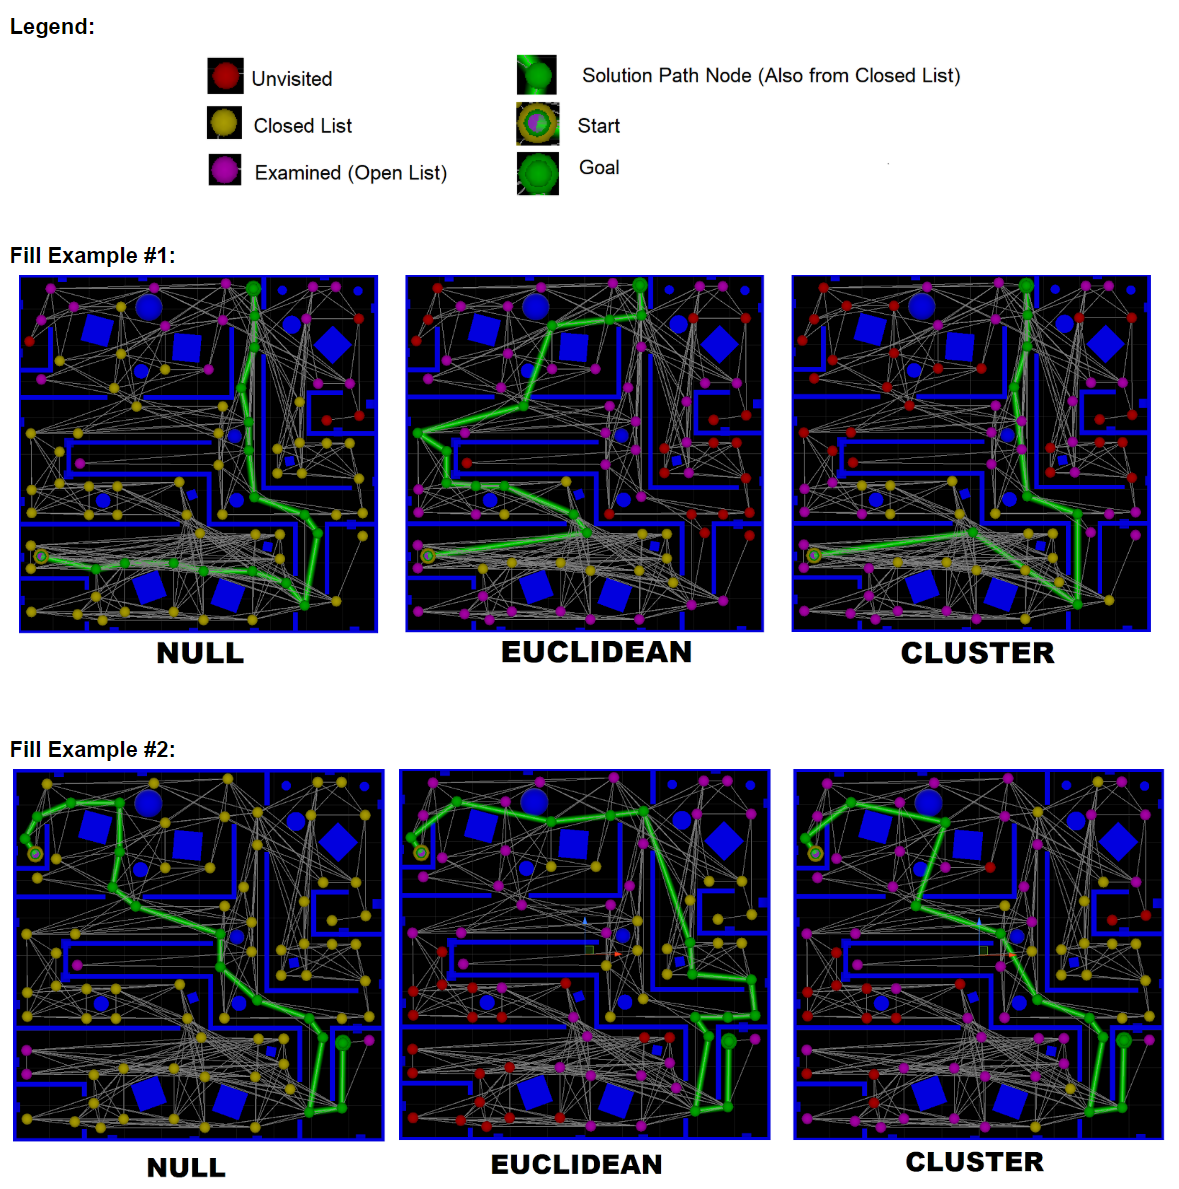 Legend:
Unvisited
Solution Path Node (Also from Closed List)
Closed List
Start
Examined (Open List)
Goal
Fill Example #1:
NULL
EUCLIDEAN
CLUSTER
Fill Example #2:
NULL
EUCLIDEAN
CLUSTER